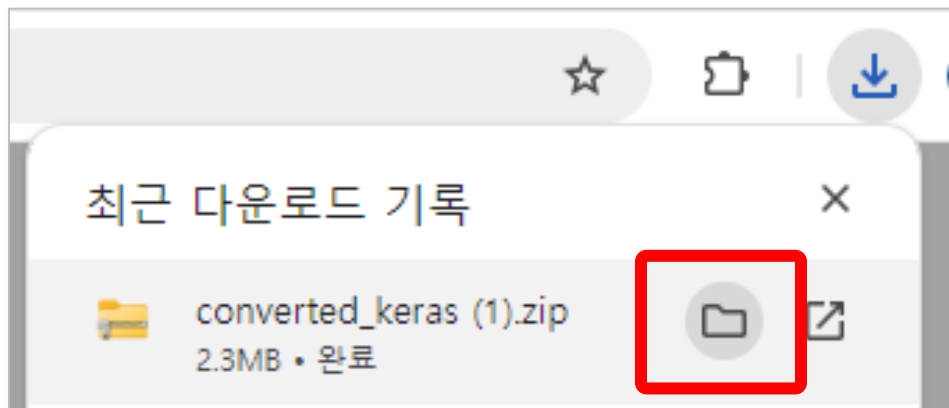 최근 다운로드 기록
converted_keras (1).zip
2.3MB • 완료